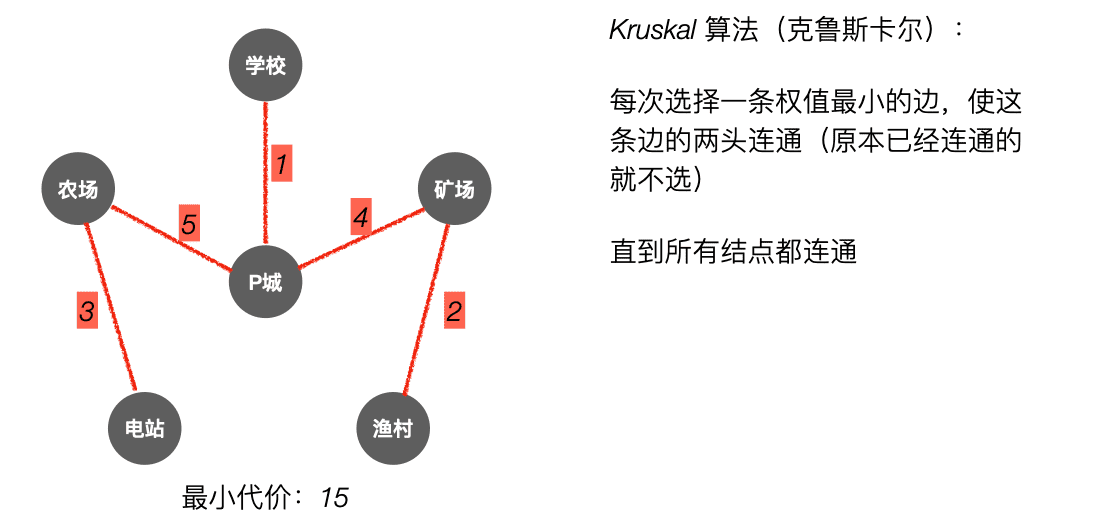 学校
1
农场
矿场
5
4
P城
3
2
电站
渔村
最小代价：15
Kruskal 算法（克鲁斯卡尔）：
每次选择一条权值最小的边，使这
条边的两头连通（原本已经连通的
就不选）
直到所有结点都连通